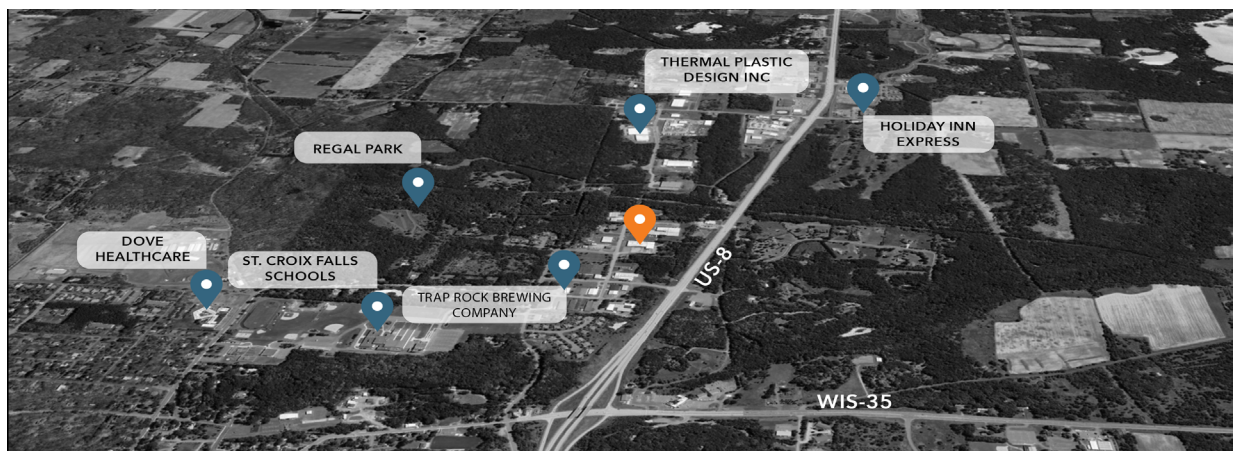 THERMAL PLASTIC
DESIGN INC
HOLIDAY INN
EXPRESS
REGAL PARK
DOVE
HEALTHCARE
ST. CROIX FALLS
SCHOOLS
TRAP ROCK BREWING
COMPANY
US-8
WIS-35